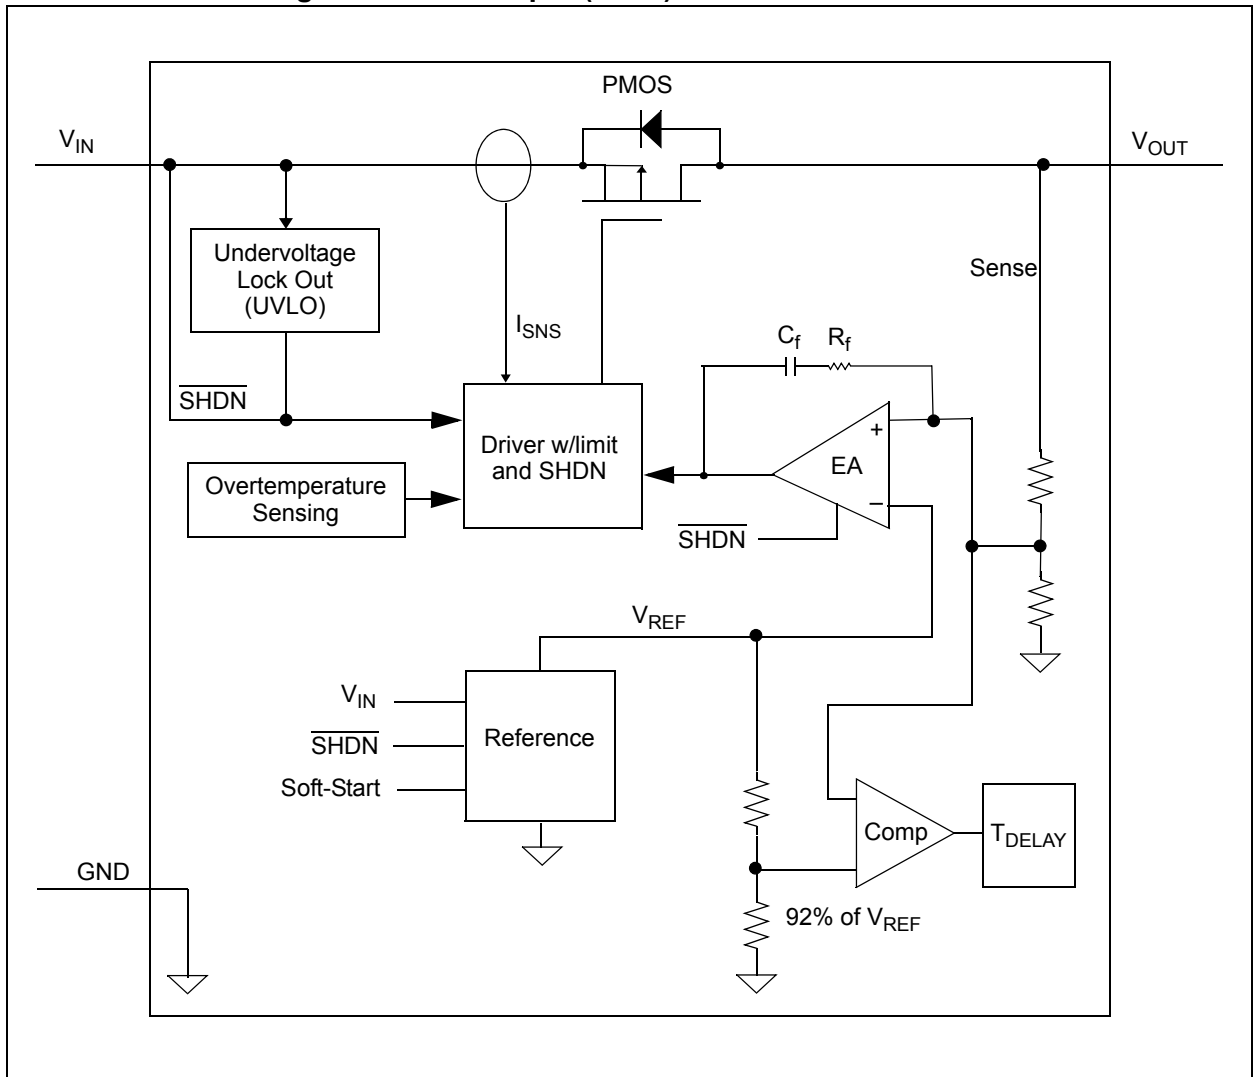 PMOS
V_IN
V_OUT
Undervoltage
Lock Out
(UVLO)
Sense
I_SNS
C_f
R_f
SHDN
Driver w/limit
and SHDN
+
EA
−
Overtemperature
Sensing
SHDN
V_REF
V_IN
SHDN
Soft-Start
Reference
Comp
T_DELAY
GND
92% of V_REF